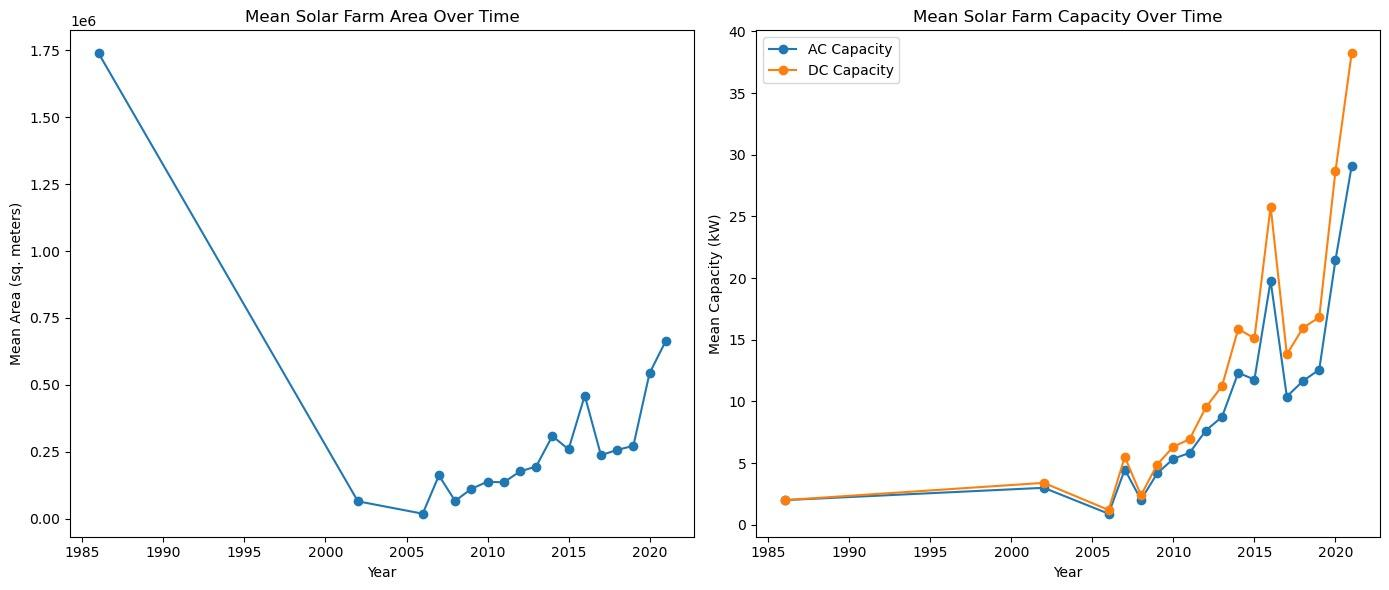 Mean Solar Farm Area Over Time
1e6
1.75
1.50
1.25
1.00
0.75
0.50
0.25
0.00
Mean Area (sq. meters)
1985 1990 1995 2000 2005 2010 2015 2020
Year
Mean Solar Farm Capacity Over Time
AC Capacity
DC Capacity
40
35
30
25
20
15
10
5
0
Mean Capacity (kW)
1985 1990 1995 2000 2005 2010 2015 2020
Year